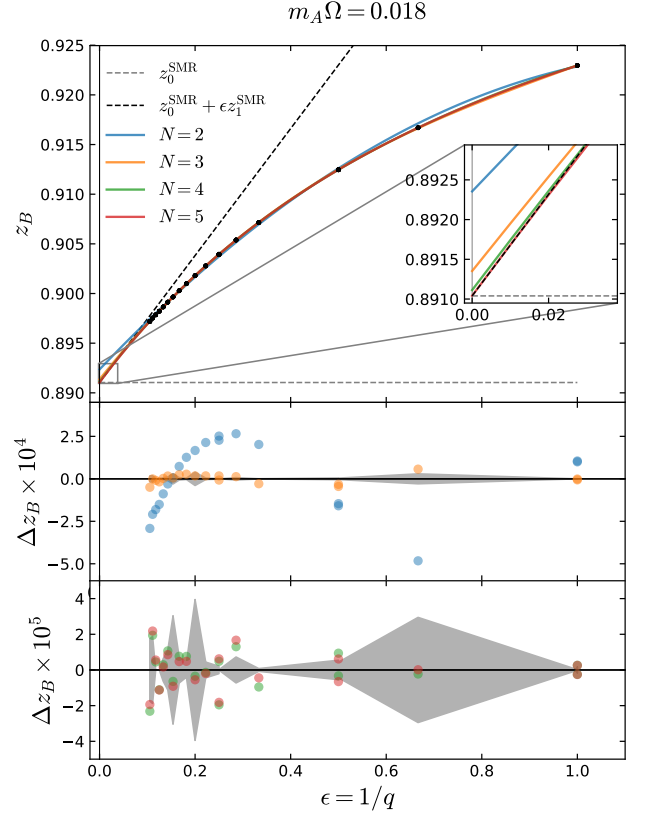 m_AΩ = 0.018
0.925
0.920
0.915
0.910
0.905
0.900
0.895
0.890
z_B
z_0^SMR
z_0^SMR + ϵz_1^SMR
N = 2
N = 3
N = 4
N = 5
0.8925
0.8920
0.8915
0.8910
0.00
0.02
2.5
0.0
−2.5
−5.0
Δz_B × 10^4
4
2
0
−2
−4
Δz_B × 10^5
0.0
0.2
0.4
0.6
0.8
1.0
ϵ = 1/q